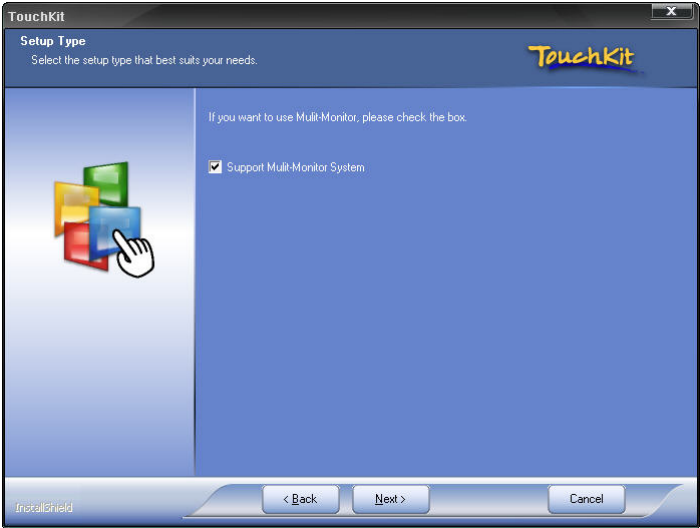 TouchKit
X
Setup Type
Select the setup type that best suits your needs.
TouchKit
If you want to use Mulit-Monitor, please check the box.
Support Mulit-Monitor System
InstallShield
< Back
Next >
Cancel